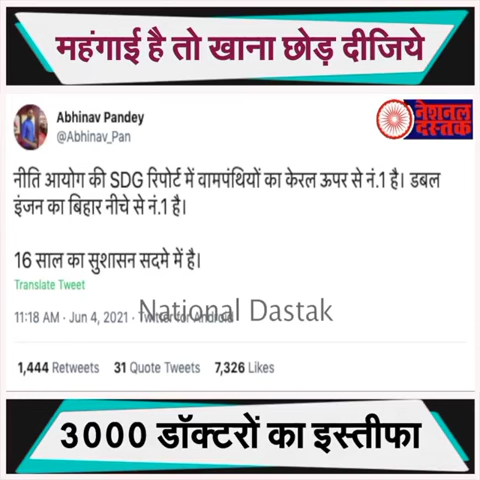 महंगाई है तो खाना छोड़ दीजिये
Abhinav Pandey
@Abhinav_Pan
नेशनल
दस्तक
नीति आयोग की SDG रिपोर्ट में वामपंथियों का केरल ऊपर से नं.1 है। डबल
इंजन का बिहार नीचे से नं.1 है।
16 साल का सुशासन सदमे में है।
Translate Tweet
National Dastak
11:18 AM · Jun 4, 2021 · Twitter for Android
1,444 Retweets 31 Quote Tweets 7,326 Likes
3000 डॉक्टरों का इस्तीफा